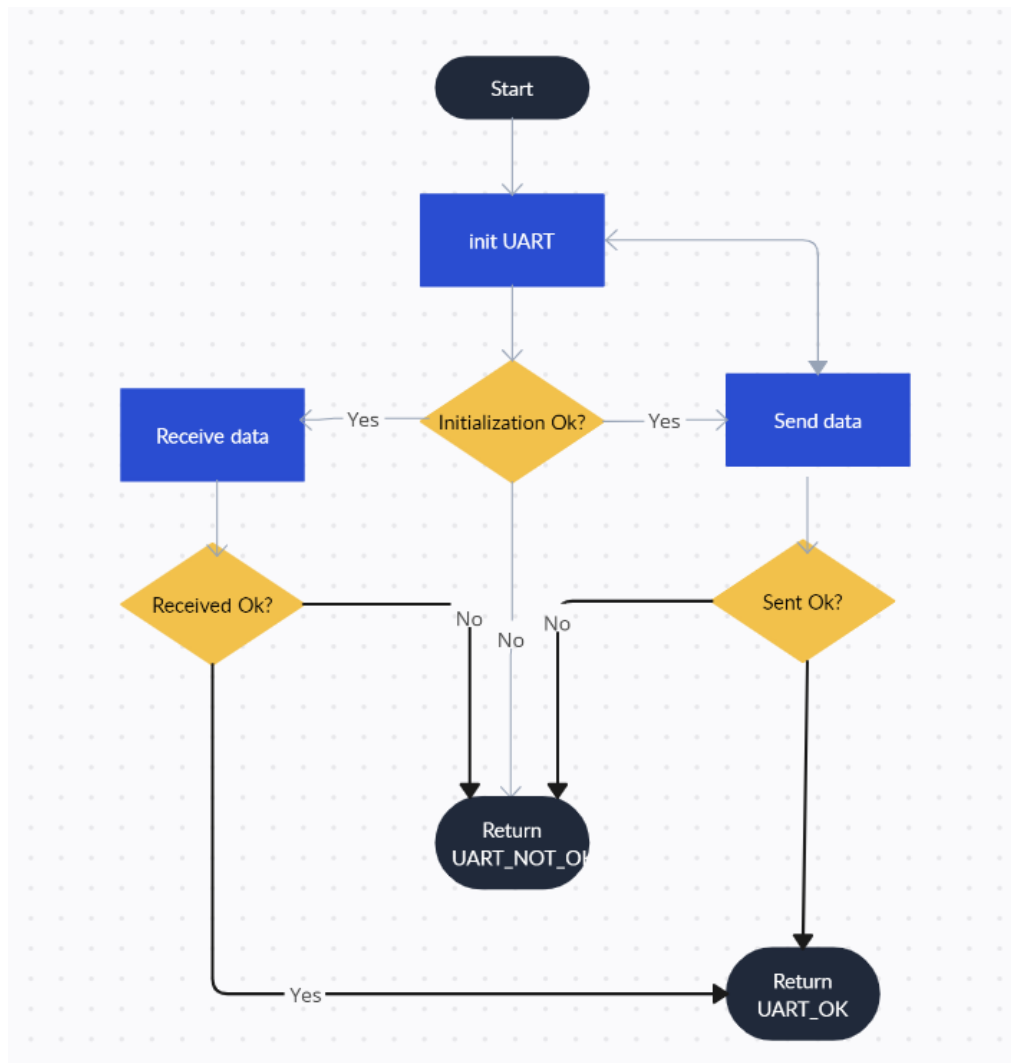 Start
init UART
Initialization Ok?
Yes
Yes
Receive data
Send data
Received Ok?
Sent Ok?
No
No
No
Return
UART_NOT_OK
Return
UART_OK
Yes